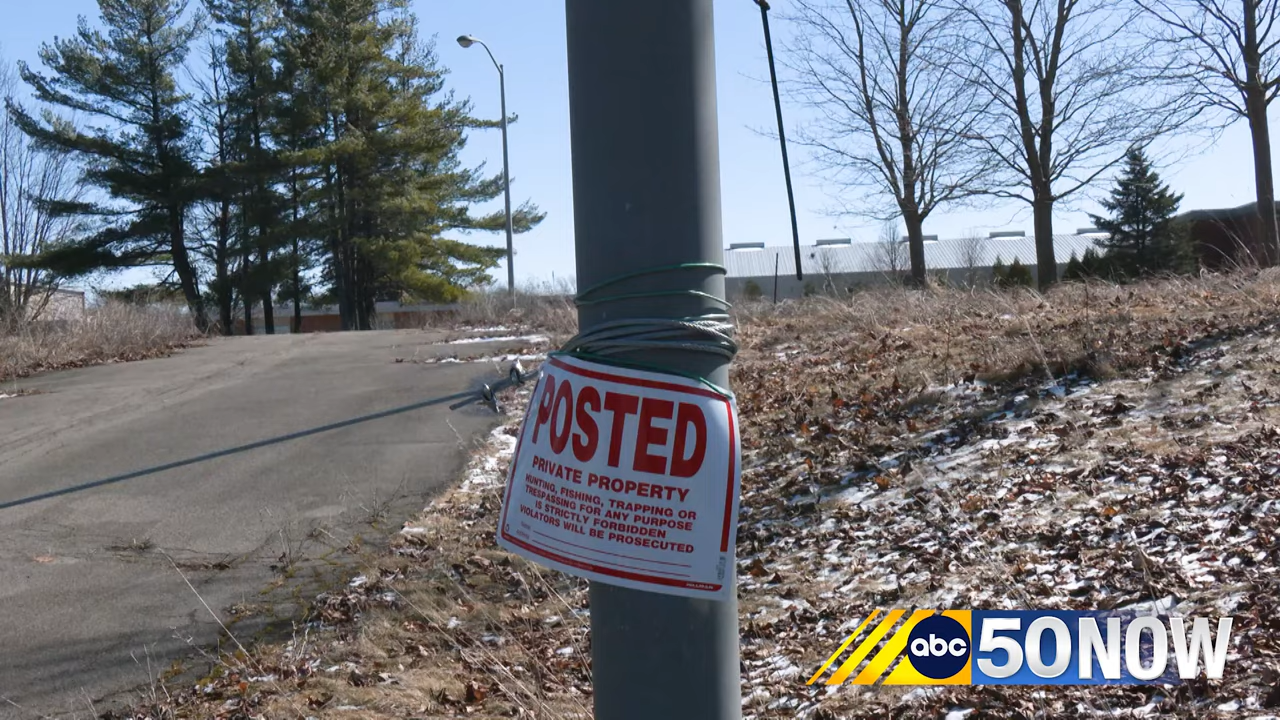 POSTED
PRIVATE PROPERTY
HUNTING, FISHING, TRAPPING OR
TRESPASSING FOR ANY PURPOSE
IS STRICTLY FORBIDDEN
VIOLATORS WILL BE PROSECUTED
HILLMAN
abc 50NOW